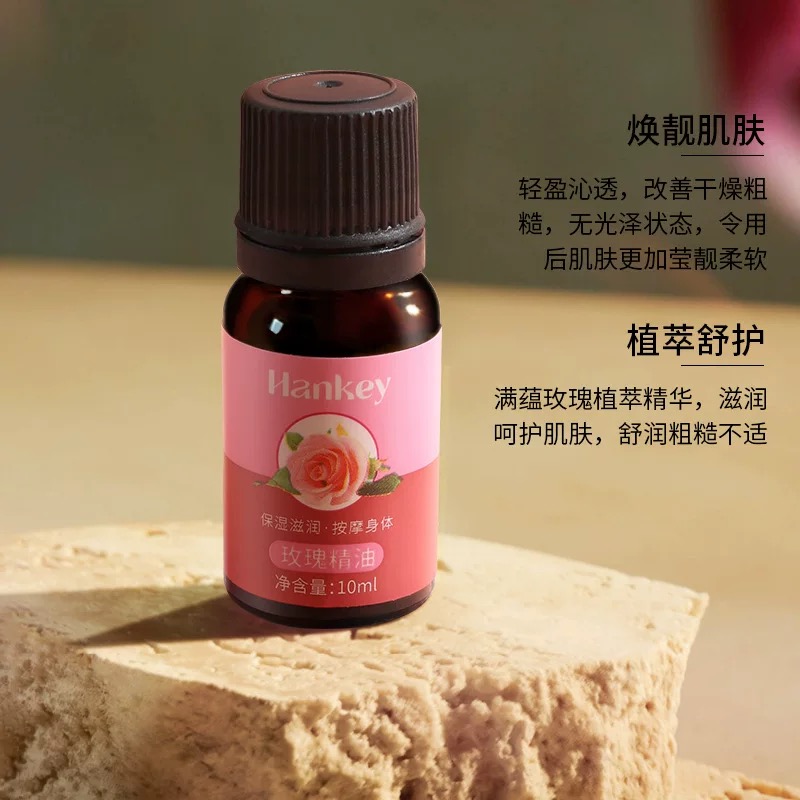 焕靓肌肤
轻盈沁透，改善干燥粗
糙，无光泽状态，令用
后肌肤更加莹靓柔软
植萃舒护
满蕴玫瑰植萃精华，滋润
呵护肌肤，舒润粗糙不适
Hankey
保湿滋润·按摩身体
玫瑰精油
净含量:10ml